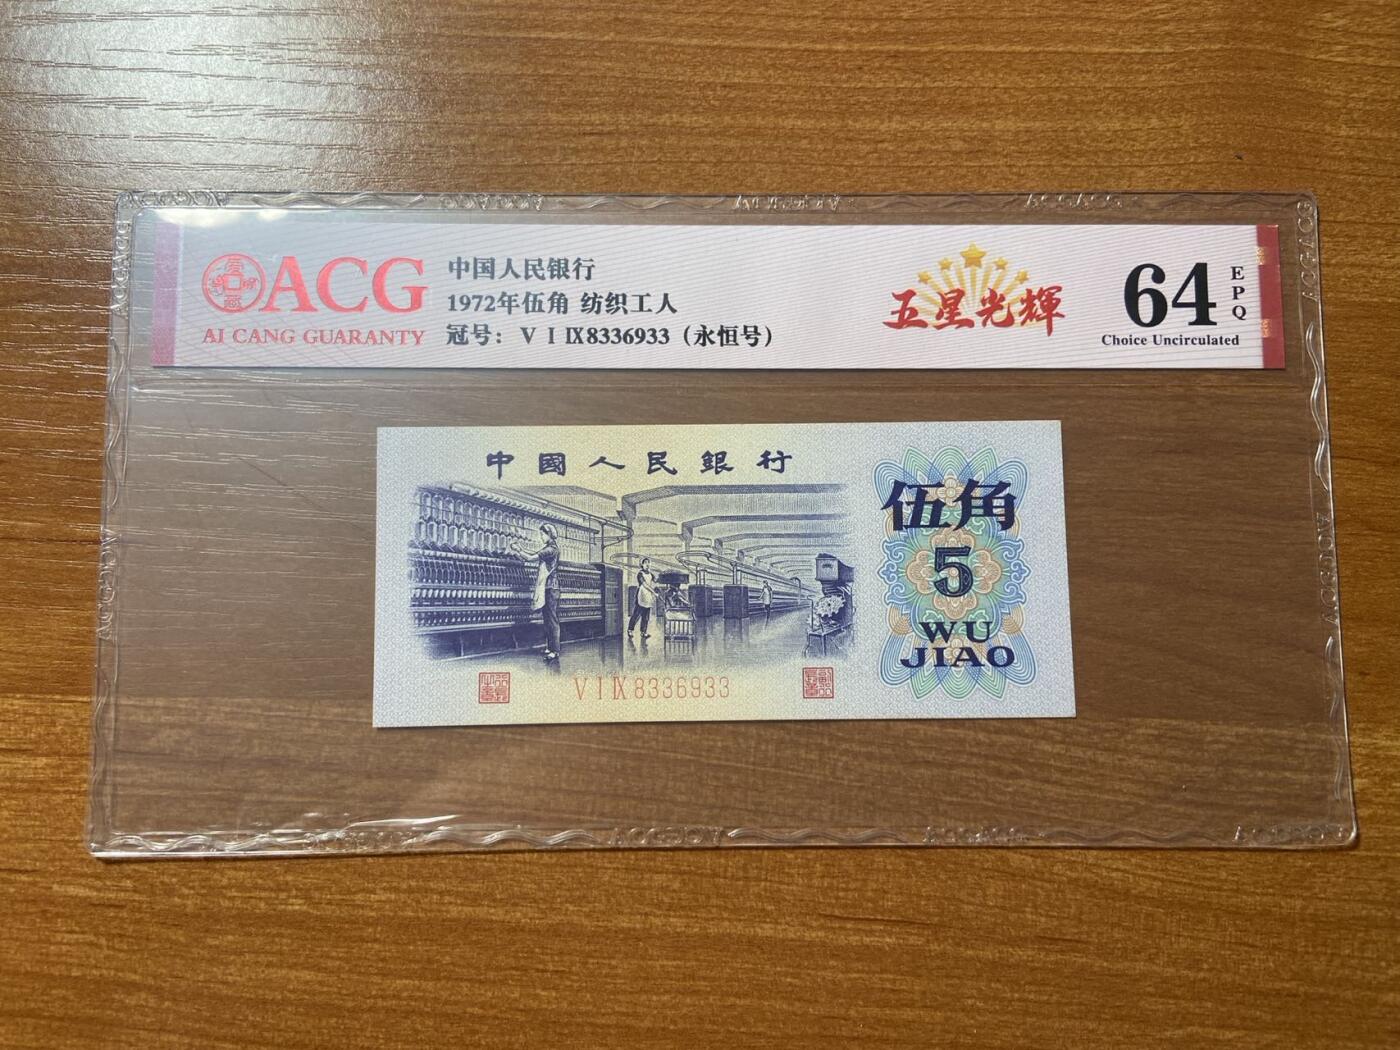 ACG
AI CANG GUARANTY
中国人民银行
1972年伍角 纺织工人
冠号: V I Ⅸ8336933 (永恒号)
五星光輝
64
EPQ
Choice Uncirculated
中國人民銀行
伍角
5
WU
JIAO
V I Ⅸ 8336933